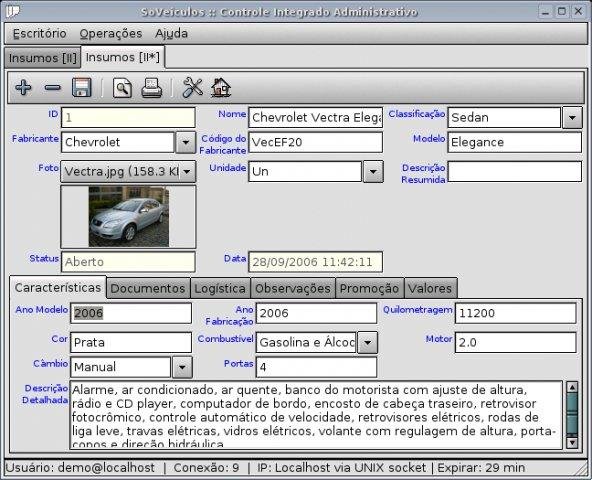 SoVeiculos :: Controle Integrado Administrativo
Escritório Operações Ajuda
Insumos [II] Insumos [II*]
ID 1 Nome Chevrolet Vectra Elega Classificação Sedan
Fabricante Chevrolet Código do Fabricante VecEF20 Modelo Elegance
Foto Vectra.jpg (158.3 KI Unidade Un Descrição Resumida
Status Aberto Data 28/09/2006 11:42:11
Características Documentos Logística Observações Promoção Valores
Ano Modelo 2006 Ano Fabricação 2006 Quilometragem 11200
Cor Prata Combustível Gasolina e Álcoo Motor 2.0
Câmbio Manual Portas 4
Descrição Detalhada
Alarme, ar condicionado, ar quente, banco do motorista com ajuste de altura,
rádio e CD player, computador de bordo, encosto de cabeça traseiro, retrovisor
fotocrômico, controle automático de velocidade, retrovisores elétricos, rodas de
liga leve, travas elétricas, vidros elétricos, volante com regulagem de altura, porta-
copos e direção hidráulica
Usuário: demo@localhost | Conexão: 9 | IP: Localhost via UNIX socket | Expirar: 29 min